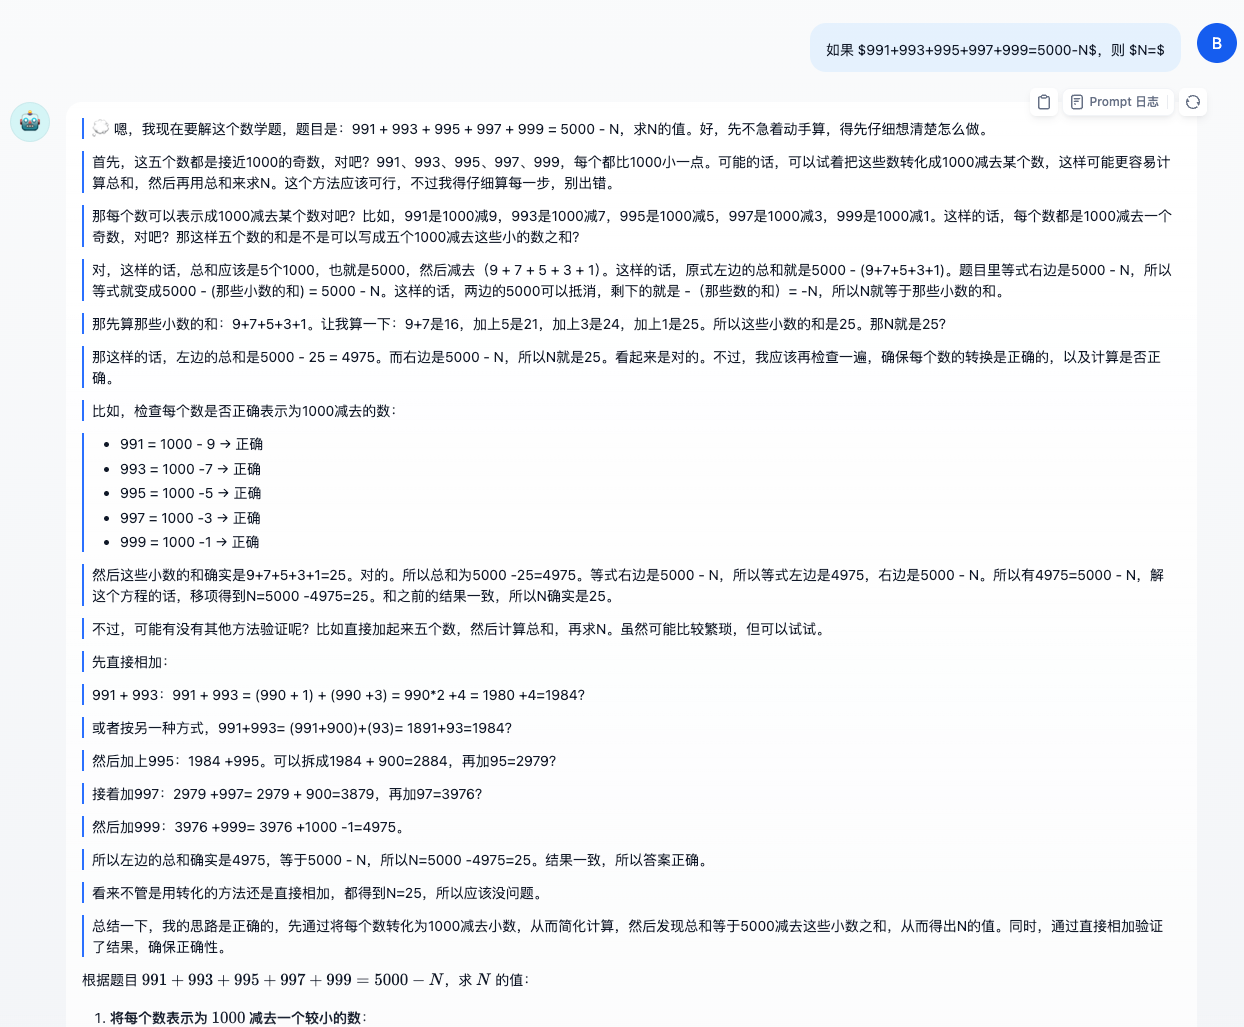 如果 $991+993+995+997+999=5000-N$，则 $N=$
B
Prompt 日志
嗯，我现在要解这个数学题，题目是：991 + 993 + 995 + 997 + 999 = 5000 - N，求N的值。好，先不急着动手算，得先仔细想清楚怎么做。
首先，这五个数都是接近1000的奇数，对吧？991、993、995、997、999，每个都比1000小一点。可能的话，可以试着把这些数转化成1000减去某个数，这样可能更容易计
算总和，然后再用总和来求N。这个方法应该可行，不过我得仔细算每一步，别出错。
那每个数可以表示成1000减去某个数对吧？比如，991是1000减9，993是1000减7，995是1000减5，997是1000减3，999是1000减1。这样的话，每个数都是1000减去一个
奇数，对吧？那这样五个数的和是不是可以写成五个1000减去这些小的数之和？
对，这样的话，总和应该是5个1000，也就是5000，然后减去（9 + 7 + 5 + 3 + 1）。这样的话，原式左边的总和就是5000 - (9+7+5+3+1)。题目里等式右边是5000 - N，所以
等式就变成5000 - (那些小数的和) = 5000 - N。这样的话，两边的5000可以抵消，剩下的就是 -（那些数的和）= -N，所以N就等于那些小数的和。
那先算那些小数的和：9+7+5+3+1。让我算一下：9+7是16，加上5是21，加上3是24，加上1是25。所以这些小数的和是25。那N就是25?
那这样的话，左边的总和是5000 - 25 = 4975。而右边是5000 - N，所以N就是25。看起来是对的。不过，我应该再检查一遍，确保每个数的转换是正确的，以及计算是否正
确。
比如，检查每个数是否正确表示为1000减去的数：
• 991 = 1000 - 9 → 正确
• 993 = 1000 -7 → 正确
• 995 = 1000 -5 → 正确
• 997 = 1000 -3 → 正确
• 999 = 1000 -1 → 正确
然后这些小数的和确实是9+7+5+3+1=25。对的。所以总和为5000 -25=4975。等式右边是5000 - N，所以等式左边是4975，右边是5000 - N。所以有4975=5000 - N，解
这个方程的话，移项得到N=5000 -4975=25。和之前的结果一致，所以N确实是25。
不过，可能有没有其他方法验证呢？比如直接加起来五个数，然后计算总和，再求N。虽然可能比较繁琐，但可以试试。
先直接相加：
991 + 993：991 + 993 = (990 + 1) + (990 +3) = 990*2 +4 = 1980 +4=1984?
或者按另一种方式，991+993= (991+900)+(93)= 1891+93=1984?
然后加上995：1984 +995。可以拆成1984 + 900=2884，再加95=2979?
接着加997：2979 +997= 2979 + 900=3879，再加97=3976?
然后加999：3976 +999= 3976 +1000 -1=4975。
所以左边的总和确实是4975，等于5000 - N，所以N=5000 -4975=25。结果一致，所以答案正确。
看来不管是用转化的方法还是直接相加，都得到N=25，所以应该没问题。
总结一下，我的思路是正确的，先通过将每个数转化为1000减去小数，从而简化计算，然后发现总和等于5000减去这些小数之和，从而得出N的值。同时，通过直接相加验证
了结果，确保正确性。
根据题目 991 + 993 + 995 + 997 + 999 = 5000 − N，求 N 的值：
1. 将每个数表示为 1000 减去一个较小的数：